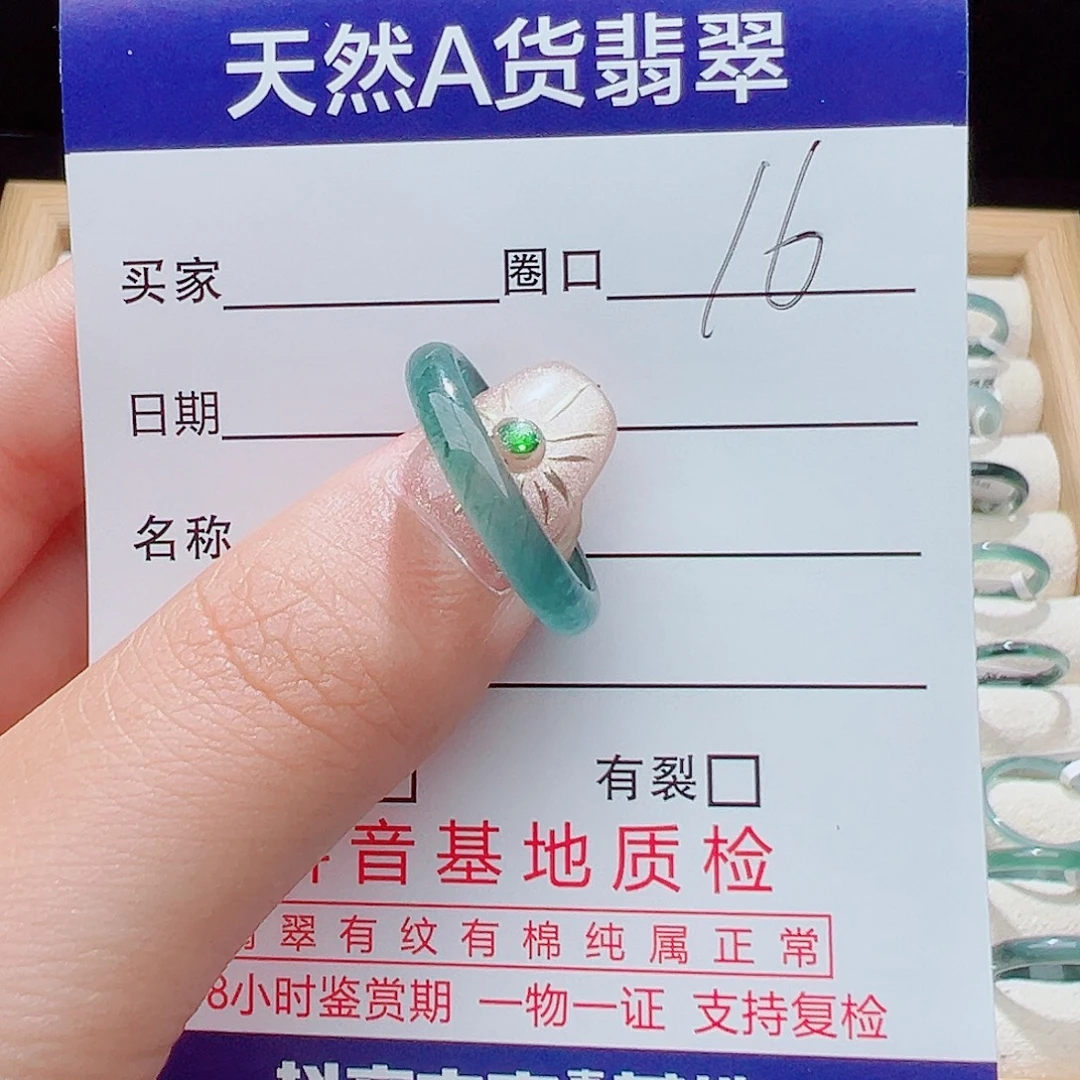 天然A货翡翠
买家 圈口 16
日期
名称
有裂
音基地质检
翠有纹有棉纯属正常
8小时鉴赏期 一物一证 支持复检